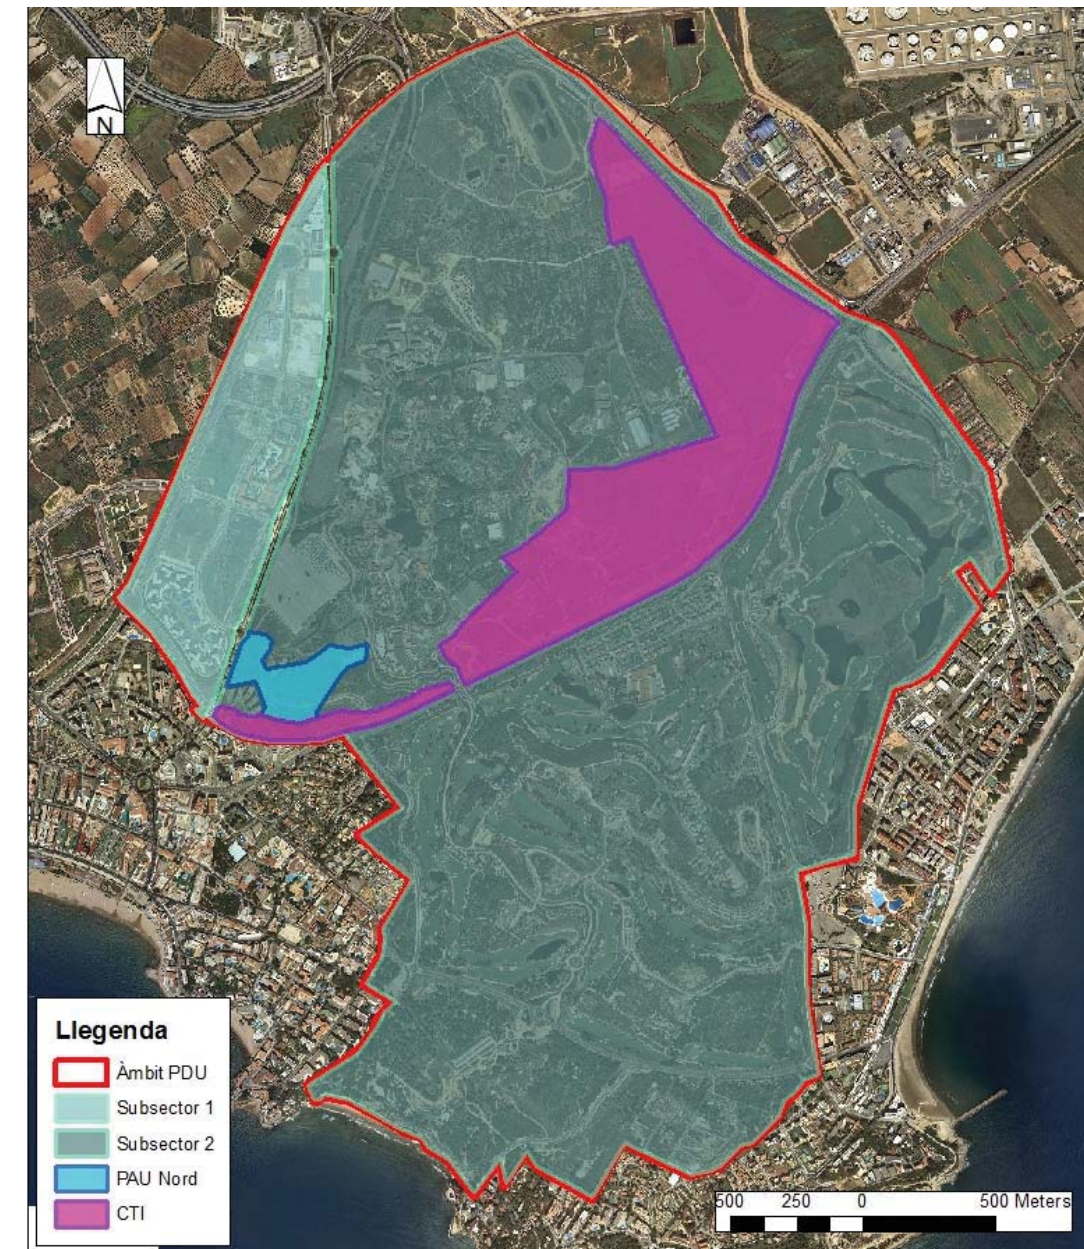 N
Llegenda
Àmbit PDU
Subsector 1
Subsector 2
PAU Nord
CTI
500 250 0 500 Meters